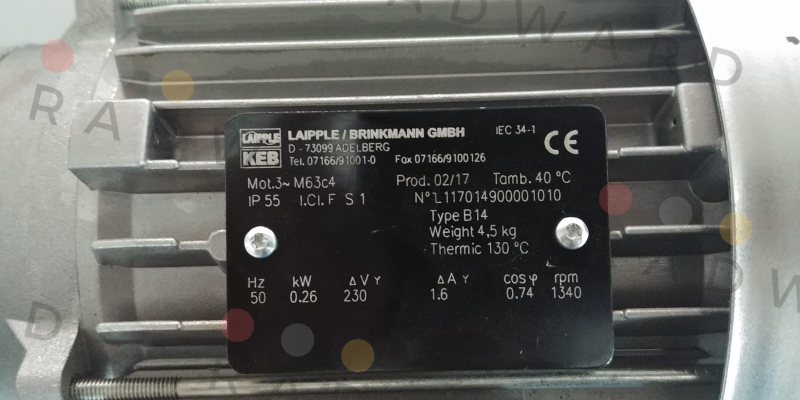 LAIPPLE
KEB
LAIPPLE / BRINKMANN GMBH
IEC 34-1
CE
D - 73099 ADELBERG
Tel. 07166/91001-0 Fax 07166/9100126
Mot.3~ M63c4 Prod. 02/17 Tamb. 40 °C
IP 55 I.Cl. F S 1 N° L117014900001010
Type B14
Weight 4,5 kg
Thermic 130 °C
Hz kW Δ V Y Δ A Y cos φ rpm
50 0.26 230 1.6 0.74 1340
RADWARD